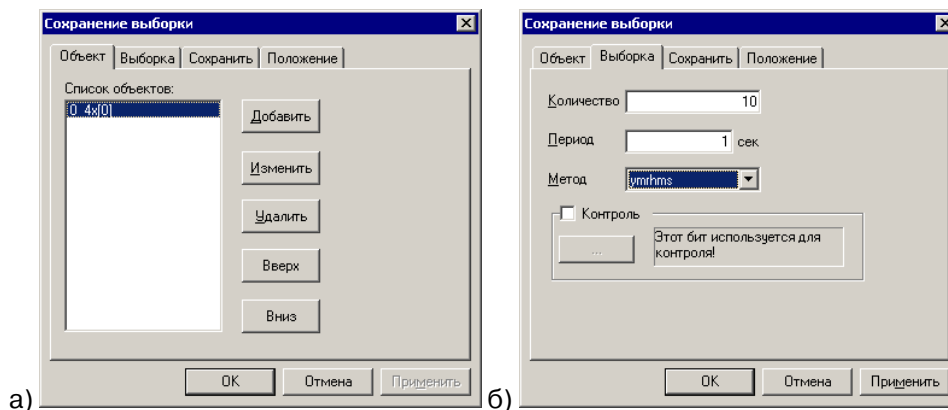 Сохранение выборки
Объект Выборка Сохранить Положение
Список объектов:
0 4x[0]
Добавить
Изменить
Удалить
Вверх
Вниз
OK Отмена Применить
а)
Сохранение выборки
Объект Выборка Сохранить Положение
Количество 10
Период 1 сек
Метод ymrhms
Контроль
... Этот бит используется для
контроля!
OK Отмена Применить
б)